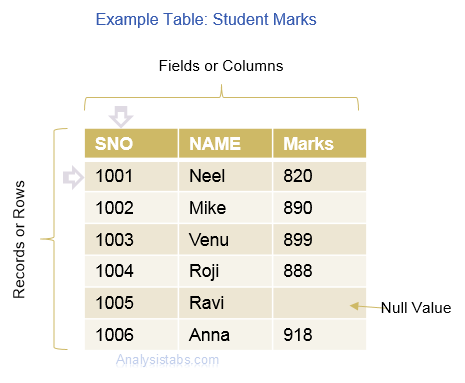 Example Table: Student Marks
Fields or Columns
SNO NAME Marks
1001 Neel 820
1002 Mike 890
1003 Venu 899
1004 Roji 888
1005 Ravi
1006 Anna 918
Records or Rows
Null Value
Analysistabs.com